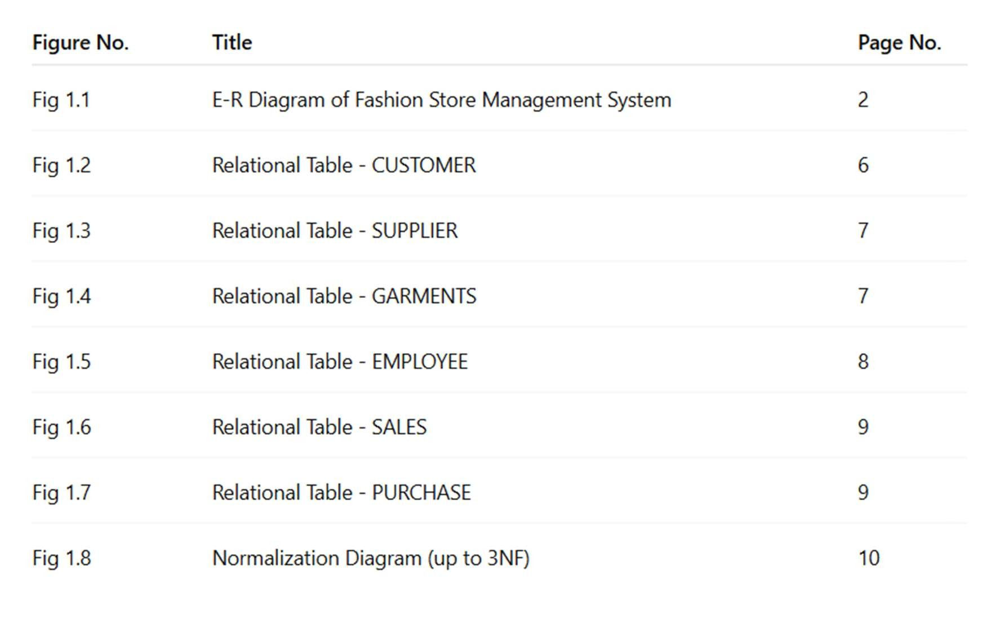 Figure No. Title Page No.
Fig 1.1 E-R Diagram of Fashion Store Management System 2
Fig 1.2 Relational Table - CUSTOMER 6
Fig 1.3 Relational Table - SUPPLIER 7
Fig 1.4 Relational Table - GARMENTS 7
Fig 1.5 Relational Table - EMPLOYEE 8
Fig 1.6 Relational Table - SALES 9
Fig 1.7 Relational Table - PURCHASE 9
Fig 1.8 Normalization Diagram (up to 3NF) 10